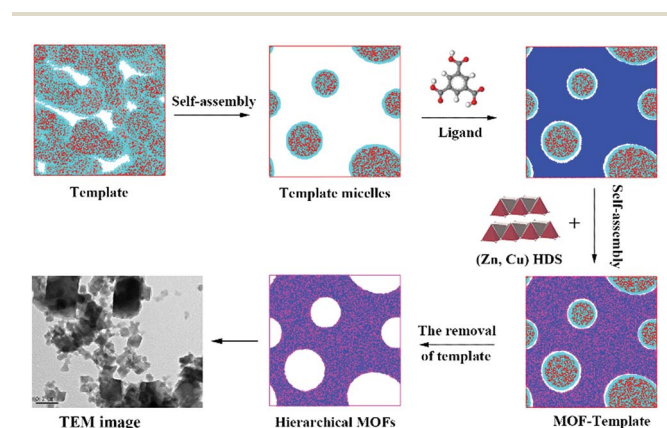 Self-assembly
Ligand
Template
Template micelles
Self-assembly
+
(Zn, Cu) HDS
The removal
of template
TEM image
Hierarchical MOFs
MOF-Template